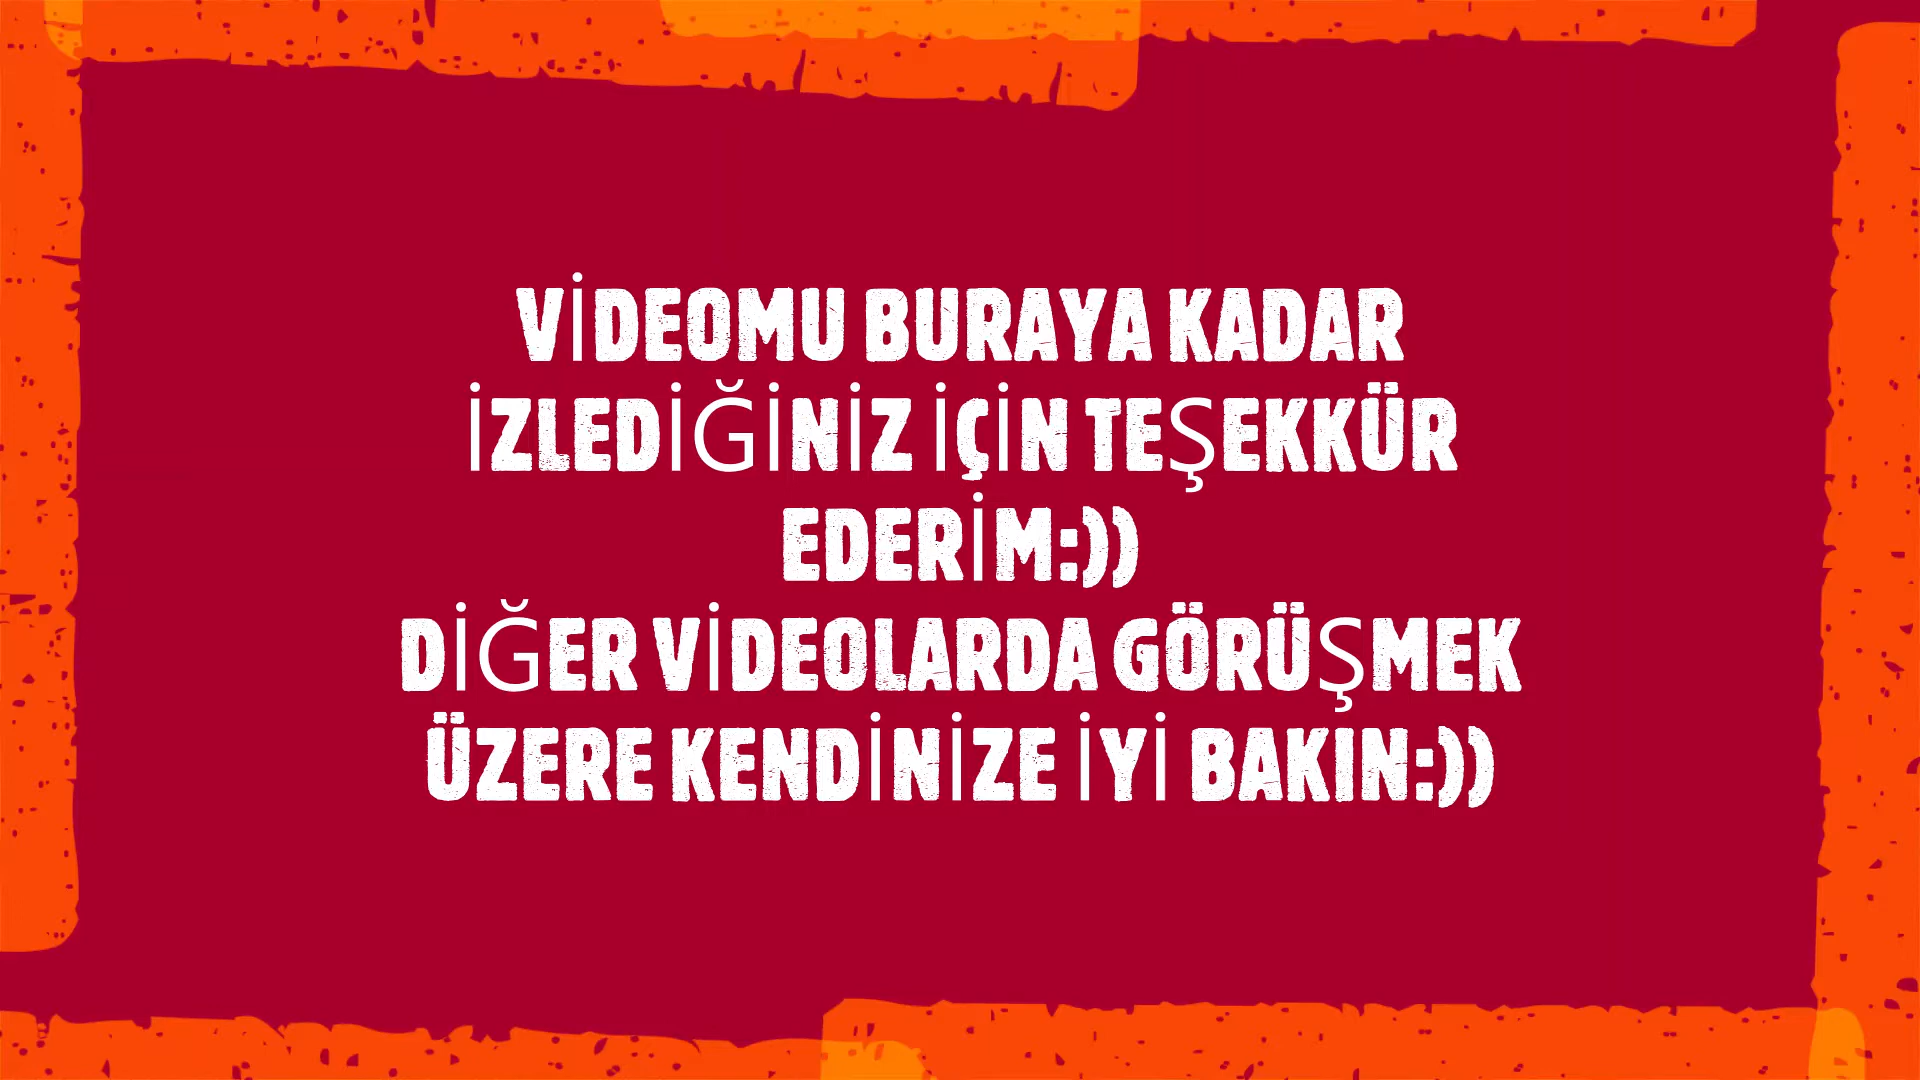 VİDEOMU BURAYA KADAR
İZLEDİĞİNİZ İÇİN TEŞEKKÜR
EDERİM:))
DİĞER VİDEOLARDA GÖRÜŞMEK
ÜZERE KENDİNİZE İYİ BAKIN:))